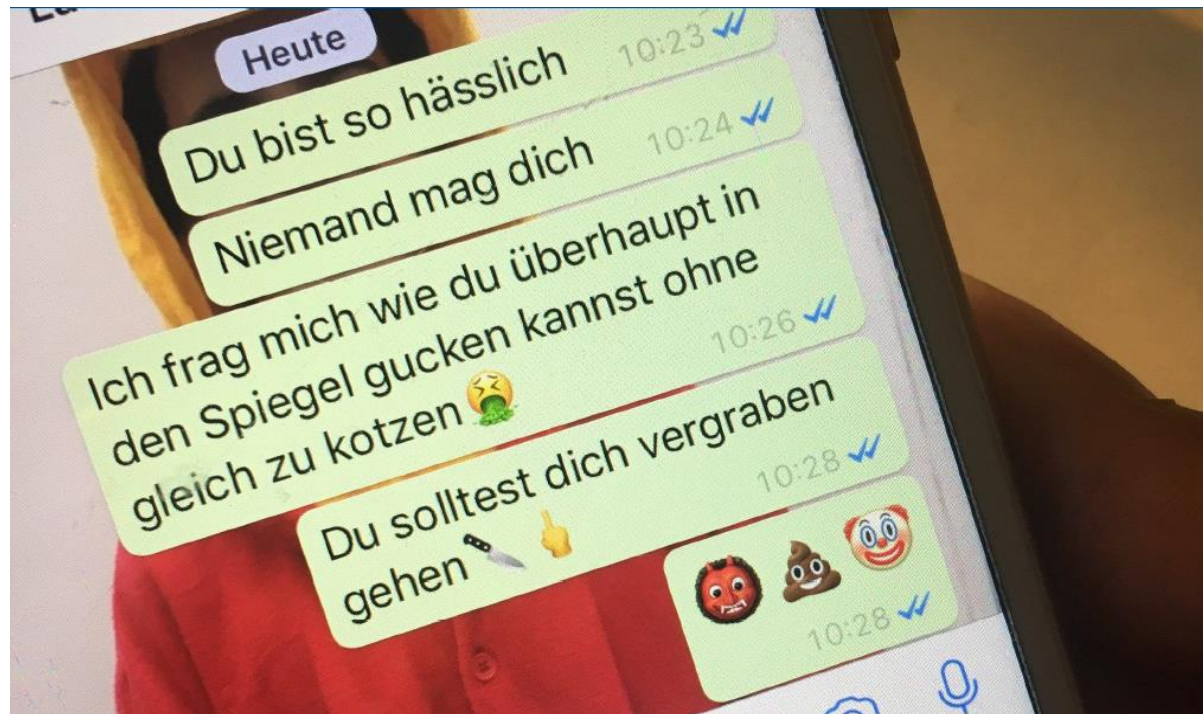 Heute
Du bist so hässlich
10:23
Niemand mag dich
10:24
Ich frag mich wie du überhaupt in
den Spiegel gucken kannst ohne
gleich zu kotzen🤮
10:26
Du solltest dich vergraben
gehen🔪🖕
10:28
👹💩🤡
10:28